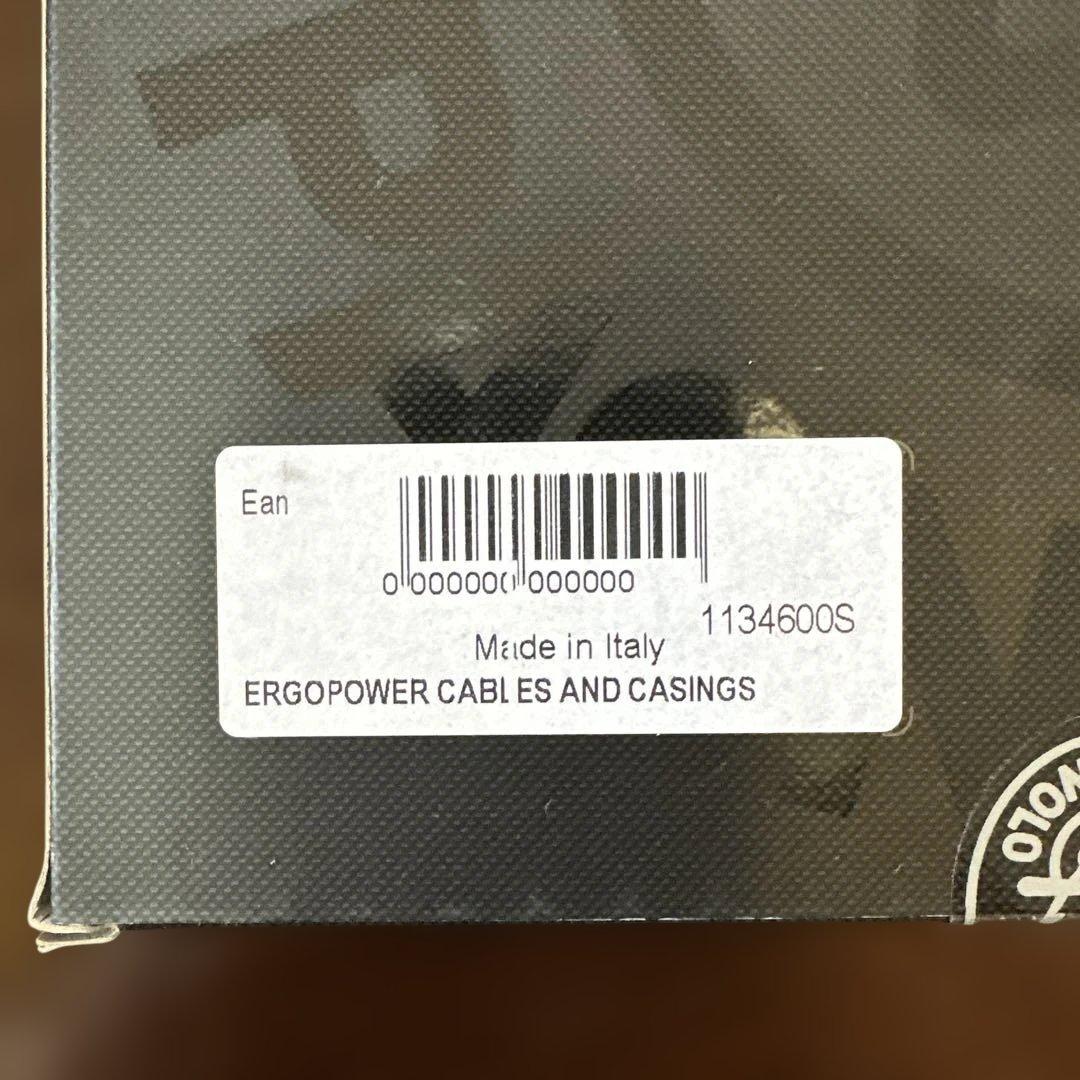 Ean
0 000000 000000
1134600S
Made in Italy
ERGOPOWER CABLES AND CASINGS